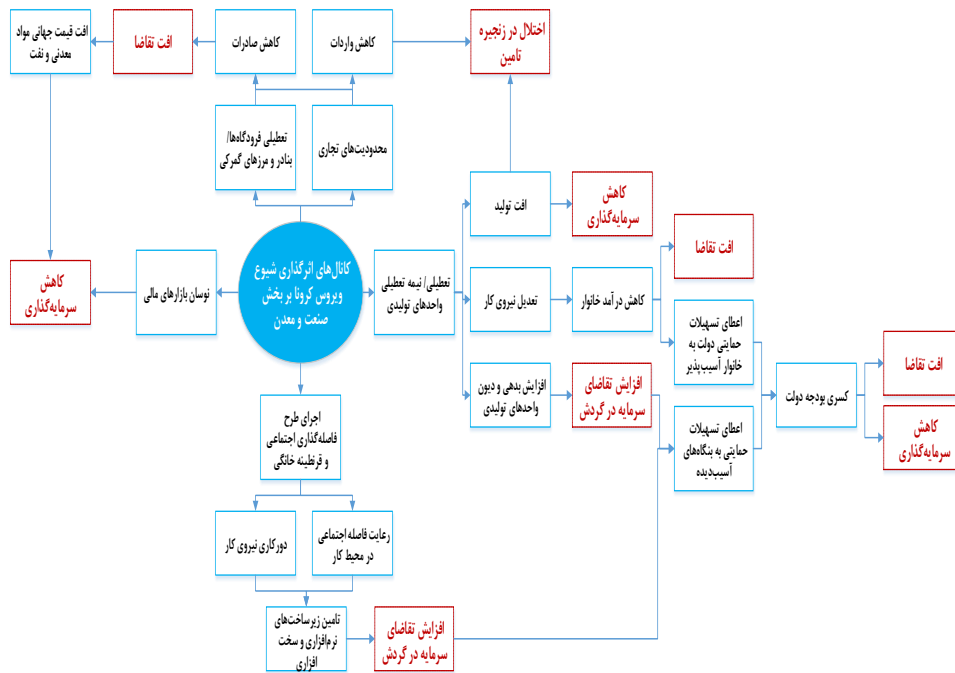 افت قیمت جهانی مواد
معدنی و نفت
افت تقاضا
کاهش صادرات
کاهش واردات
اختلال در زنجیره
تامین
تعطیلی فرودگاه‌ها/
بنادر و مرزهای گمرکی
محدودیت‌های تجاری
افت تولید
کاهش
سرمایه‌گذاری
افت تقاضا
کانال‌های اثرگذاری شیوع
ویروس کرونا بر بخش
صنعت و معدن
نوسان بازارهای مالی
کاهش
سرمایه‌گذاری
تعطیلی/ نیمه تعطیلی
واحدهای تولیدی
تعدیل نیروی کار
کاهش در آمد خانوار
اعطای تسهیلات
حمایتی دولت به
خانوار آسیب‌پذیر
افزایش بدهی و دیون
واحدهای تولیدی
افزایش تقاضای
سرمایه در گردش
اعطای تسهیلات
حمایتی به بنگاه‌های
آسیب‌دیده
کسری بودجه دولت
افت تقاضا
کاهش
سرمایه‌گذاری
اجرای طرح
فاصله‌گذاری اجتماعی
و قرنطینه خانگی
دورکاری نیروی کار
رعایت فاصله اجتماعی
در محیط کار
تامین زیرساخت‌های
نرم‌افزاری و سخت
افزاری
افزایش تقاضای
سرمایه در گردش